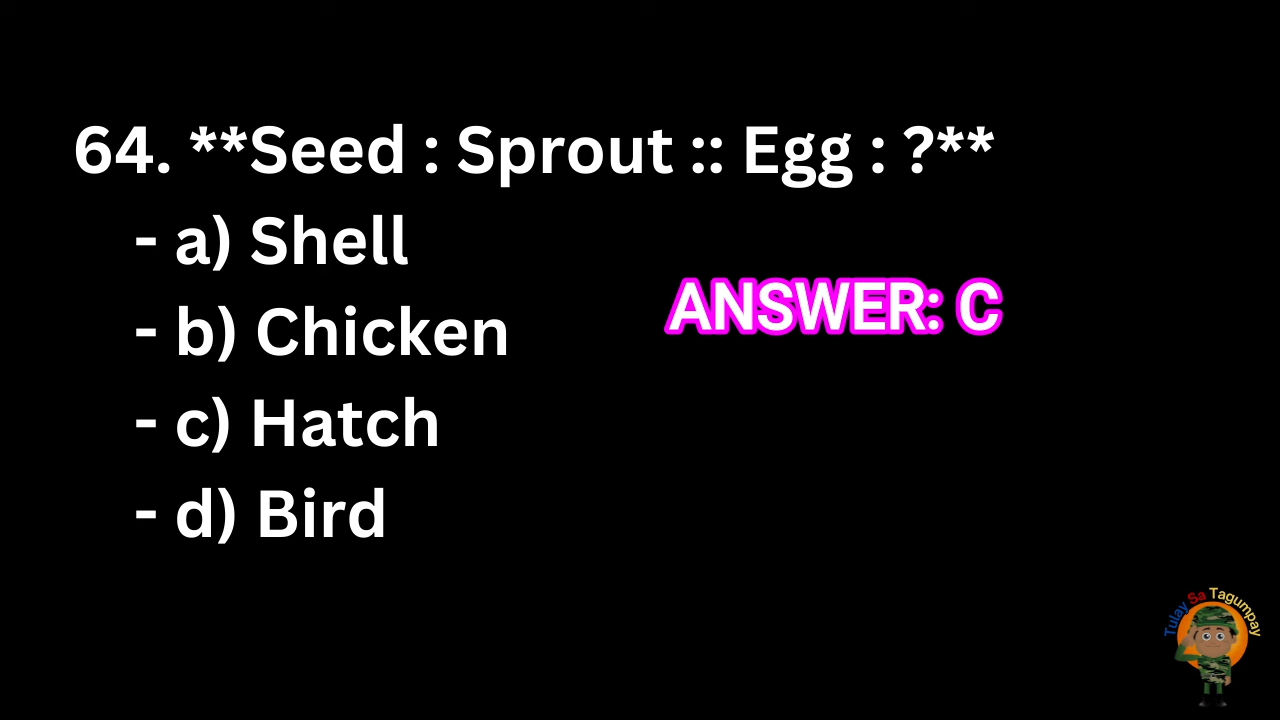 64. **Seed : Sprout :: Egg : ?**
- a) Shell
ANSWER: C
- b) Chicken
- c) Hatch
- d) Bird
Tulay Sa Tagumpay